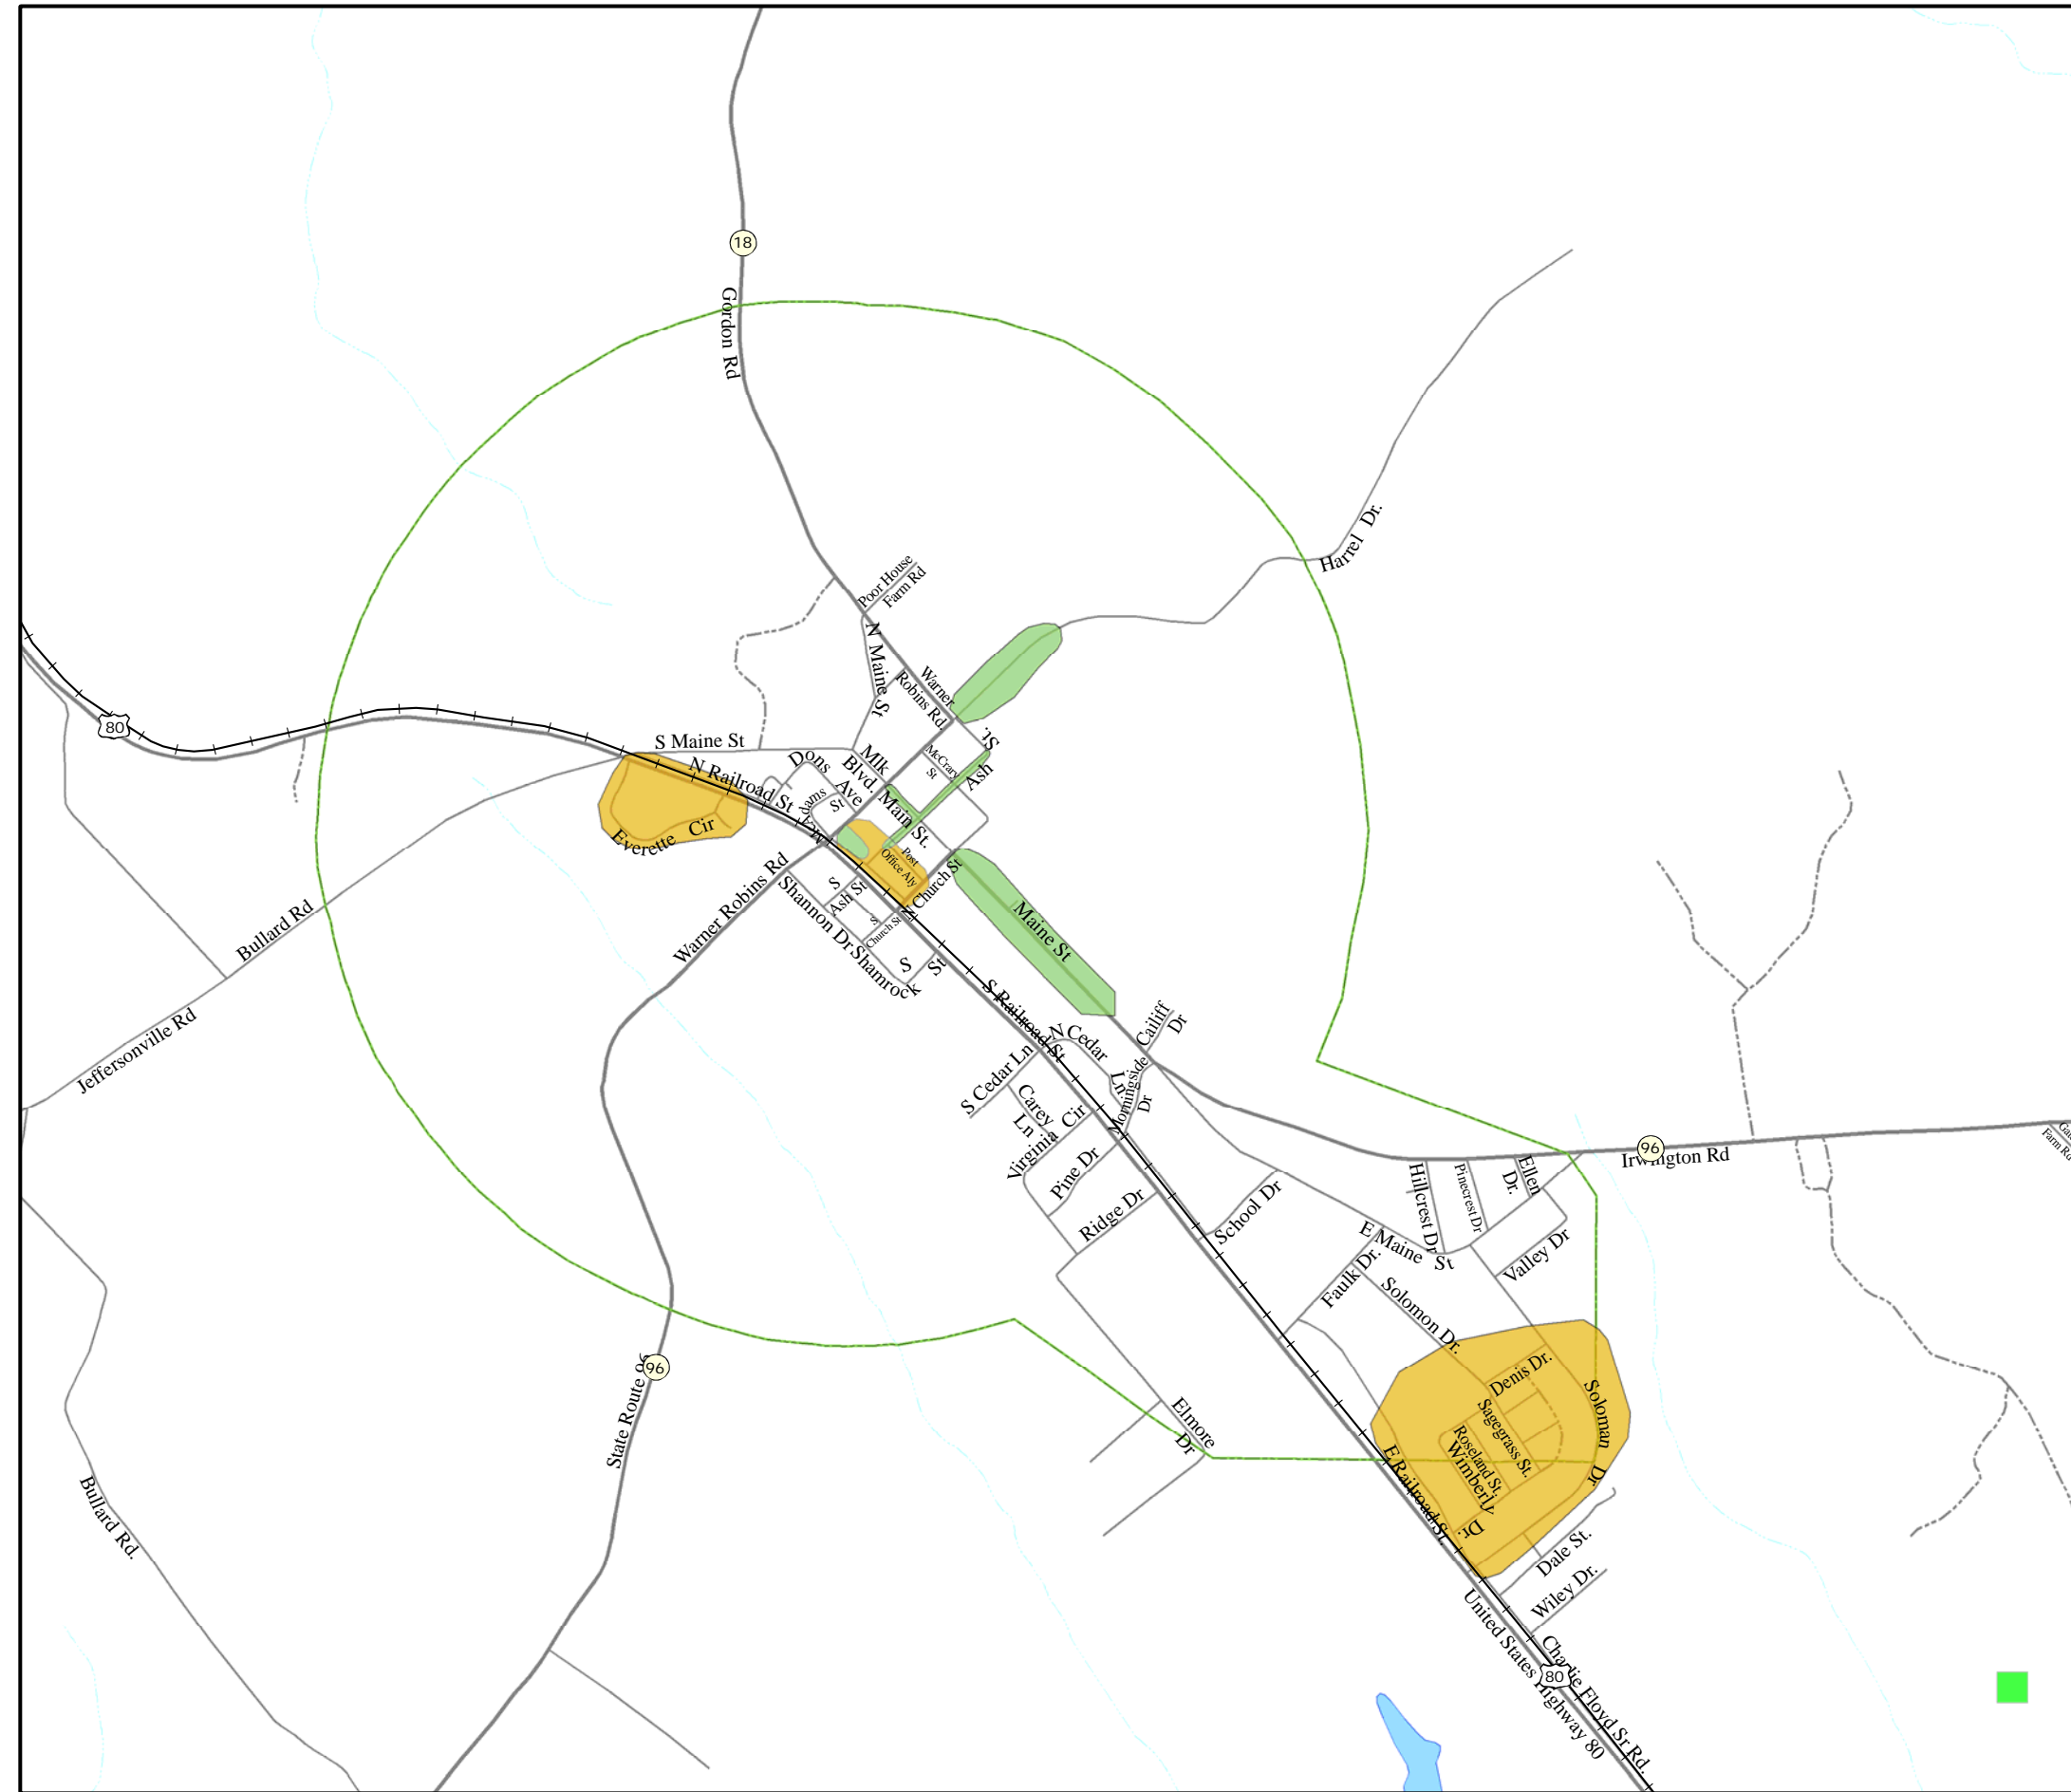 18
Gordon Rd
Harrel Dr.
Poor House
Farm Rd
N Maine St
Warner
Robins Rd.
St.
80
S Maine St
N Railroad St
Dons
Ave
Mlk
Blvd.
McCrary
St
Ash
Main St.
Adams
St
Everette Cir
Post
Office Aly
Church St
Warner Robins Rd
Shannon Dr
S
Ash
St
S
Church St
Shamrock
S
St
Maine St
Bullard Rd
Jeffersonville Rd
S Railroad St
N Cedar
Ln
Cailiff
Dr
Morningside
Dr
S Cedar Ln
Carey
Ln
Virginia Cir
Pine Dr
Ridge Dr
School Dr
96
Irwington Rd
Farm Rd
Hillcrest Dr
Pinecrest Dr
Ellen
Dr.
E Maine St
Valley Dr
Faulk Dr.
Solomon Dr.
Denis Dr.
Sagegrass St.
Roseland St.
Wimberly
Dr.
Soloman Dr
State Route 96
96
Elmore
Dr
E Railroad St.
Bullard Rd.
Dale St.
Wiley Dr.
United States Highway 80
80
Charlie Floyd Sr Rd.